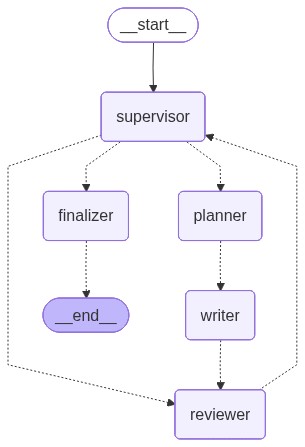 __start__
supervisor
finalizer
planner
__end__
writer
reviewer